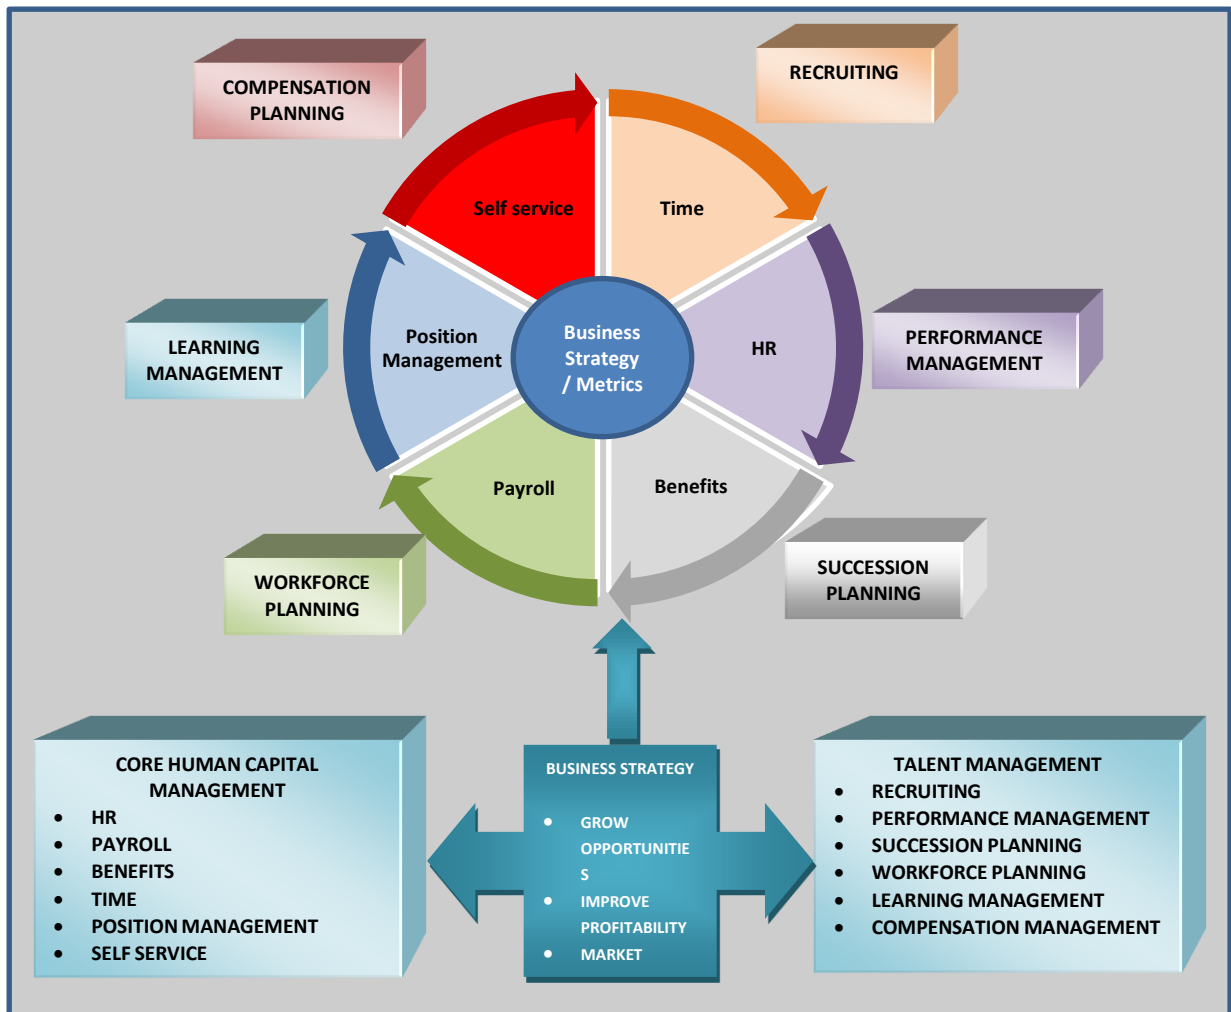 COMPENSATION
PLANNING
RECRUITING
Self service
Time
LEARNING
MANAGEMENT
Position
Management
Business
Strategy
/ Metrics
HR
PERFORMANCE
MANAGEMENT
Payroll
Benefits
WORKFORCE
PLANNING
SUCCESSION
PLANNING
CORE HUMAN CAPITAL
MANAGEMENT
• HR
• PAYROLL
• BENEFITS
• TIME
• POSITION MANAGEMENT
• SELF SERVICE
BUSINESS STRATEGY
• GROW
OPPORTUNITIE
S
• IMPROVE
PROFITABILITY
• MARKET
TALENT MANAGEMENT
• RECRUITING
• PERFORMANCE MANAGEMENT
• SUCCESSION PLANNING
• WORKFORCE PLANNING
• LEARNING MANAGEMENT
• COMPENSATION MANAGEMENT